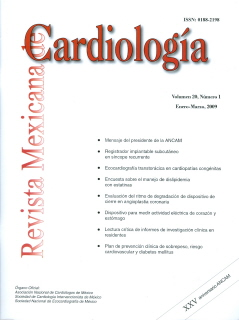 ISSN: 0188-2198
Revista Mexicana de
Cardiología
Volumen 20, Número 1
Enero-Marzo, 2009
Mensaje del presidente de la ANCAM
Registrador implantable subcutáneo
en síncope recurrente
Ecocardiografía transtorácica en cardiopatías congénitas
Encuesta sobre el manejo de dislipidemia
con estatinas
Evaluación del ritmo de degradación de dispositivo de
cierre en angioplastía coronaria
Dispositivo para medir actividad eléctrica de corazón y
estómago
Lectura crítica de informes de investigación clínica en
residentes
Plan de prevención clínica de sobrepeso, riesgo
cardiovascular y diabetes mellitus
XXV aniversario ANCAM
Órgano Oficial:
Asociación Nacional de Cardiólogos de México
Sociedad de Cardiología Intervencionista de México
Sociedad Nacional de Ecocardiografía de México